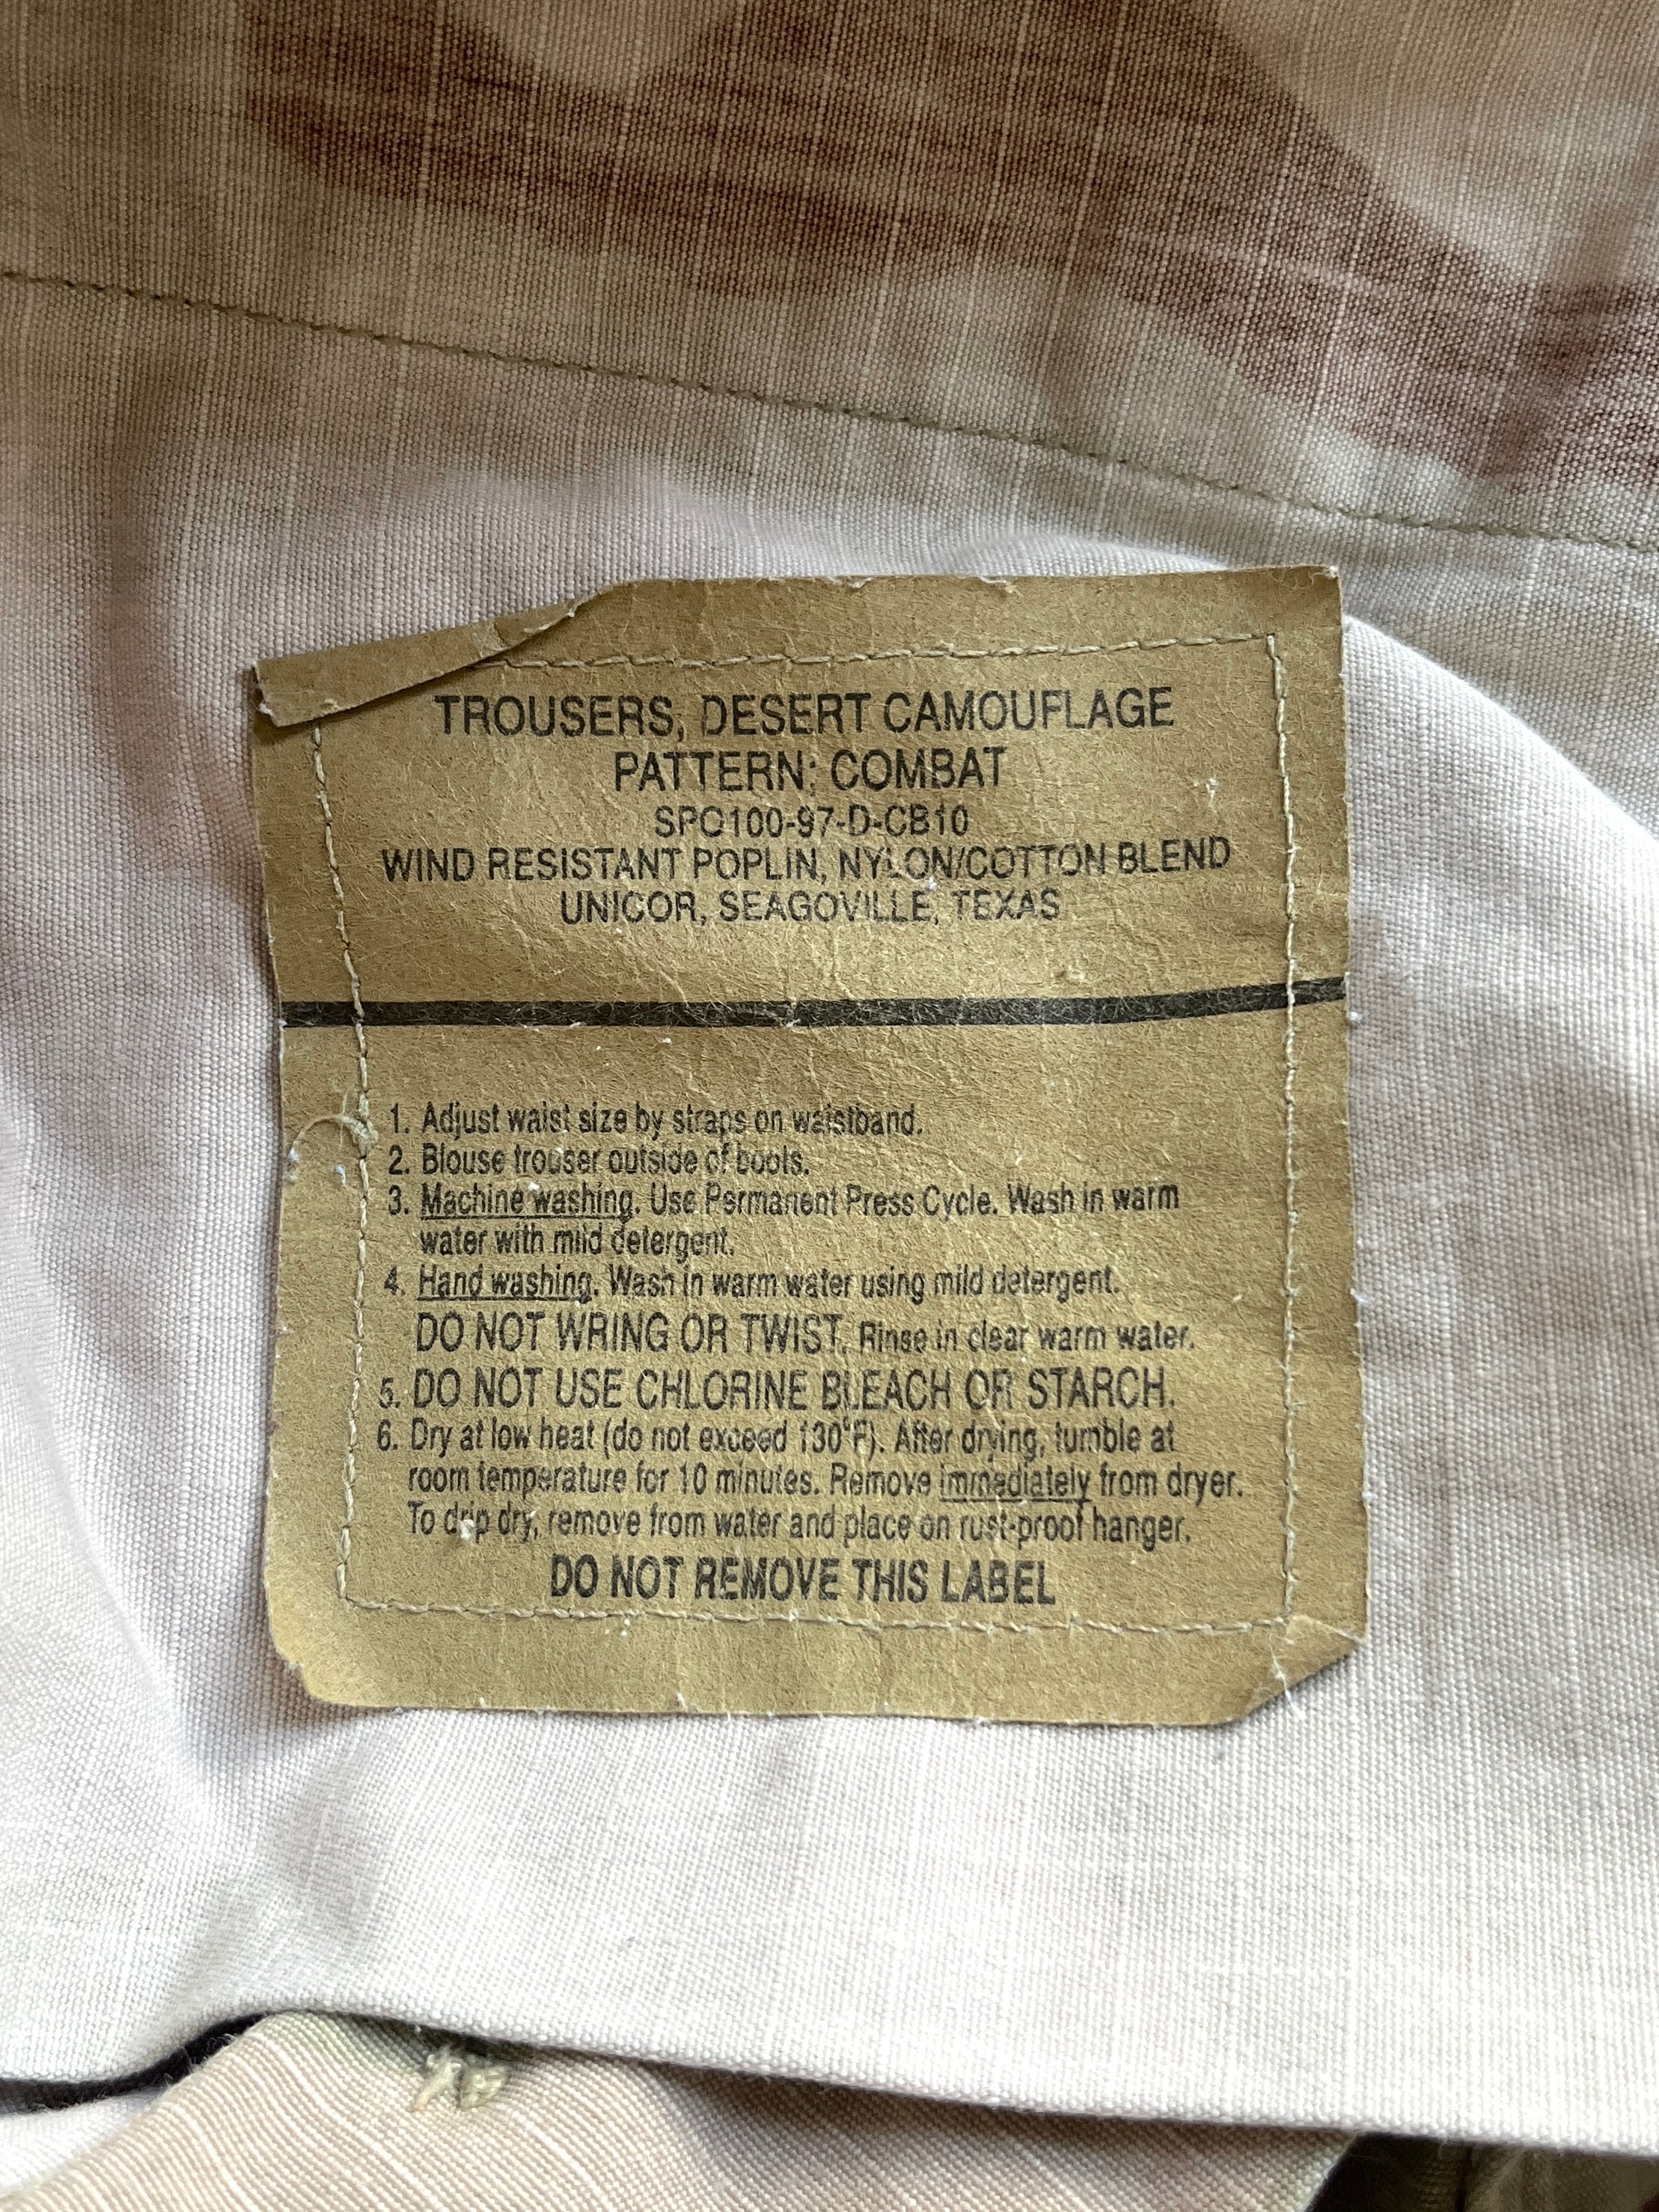 TROUSERS, DESERT CAMOUFLAGE
PATTERN: COMBAT
SPO100-97-D-CB10
WIND RESISTANT POPLIN, NYLON/COTTON BLEND
UNICOR, SEAGOVILLE, TEXAS
1. Adjust waist size by straps on waistband.
2. Blouse trouser outside of boots.
3. Machine washing. Use Permanent Press Cycle. Wash in warm
water with mild detergent.
4. Hand washing. Wash in warm water using mild detergent.
DO NOT WRING OR TWIST. Rinse in clear warm water.
5. DO NOT USE CHLORINE BLEACH OR STARCH.
6. Dry at low heat (do not exceed 130°F). After drying, tumble at
room temperature for 10 minutes. Remove immediately from dryer.
To drip dry, remove from water and place on rust-proof hanger.
DO NOT REMOVE THIS LABEL